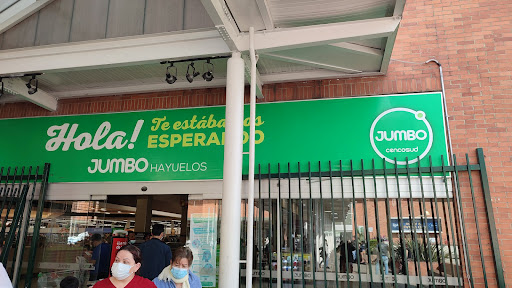 Hola! Te estábamos
ESPERANDO
JUMBO HAYUELOS
JUMBO
cencosud